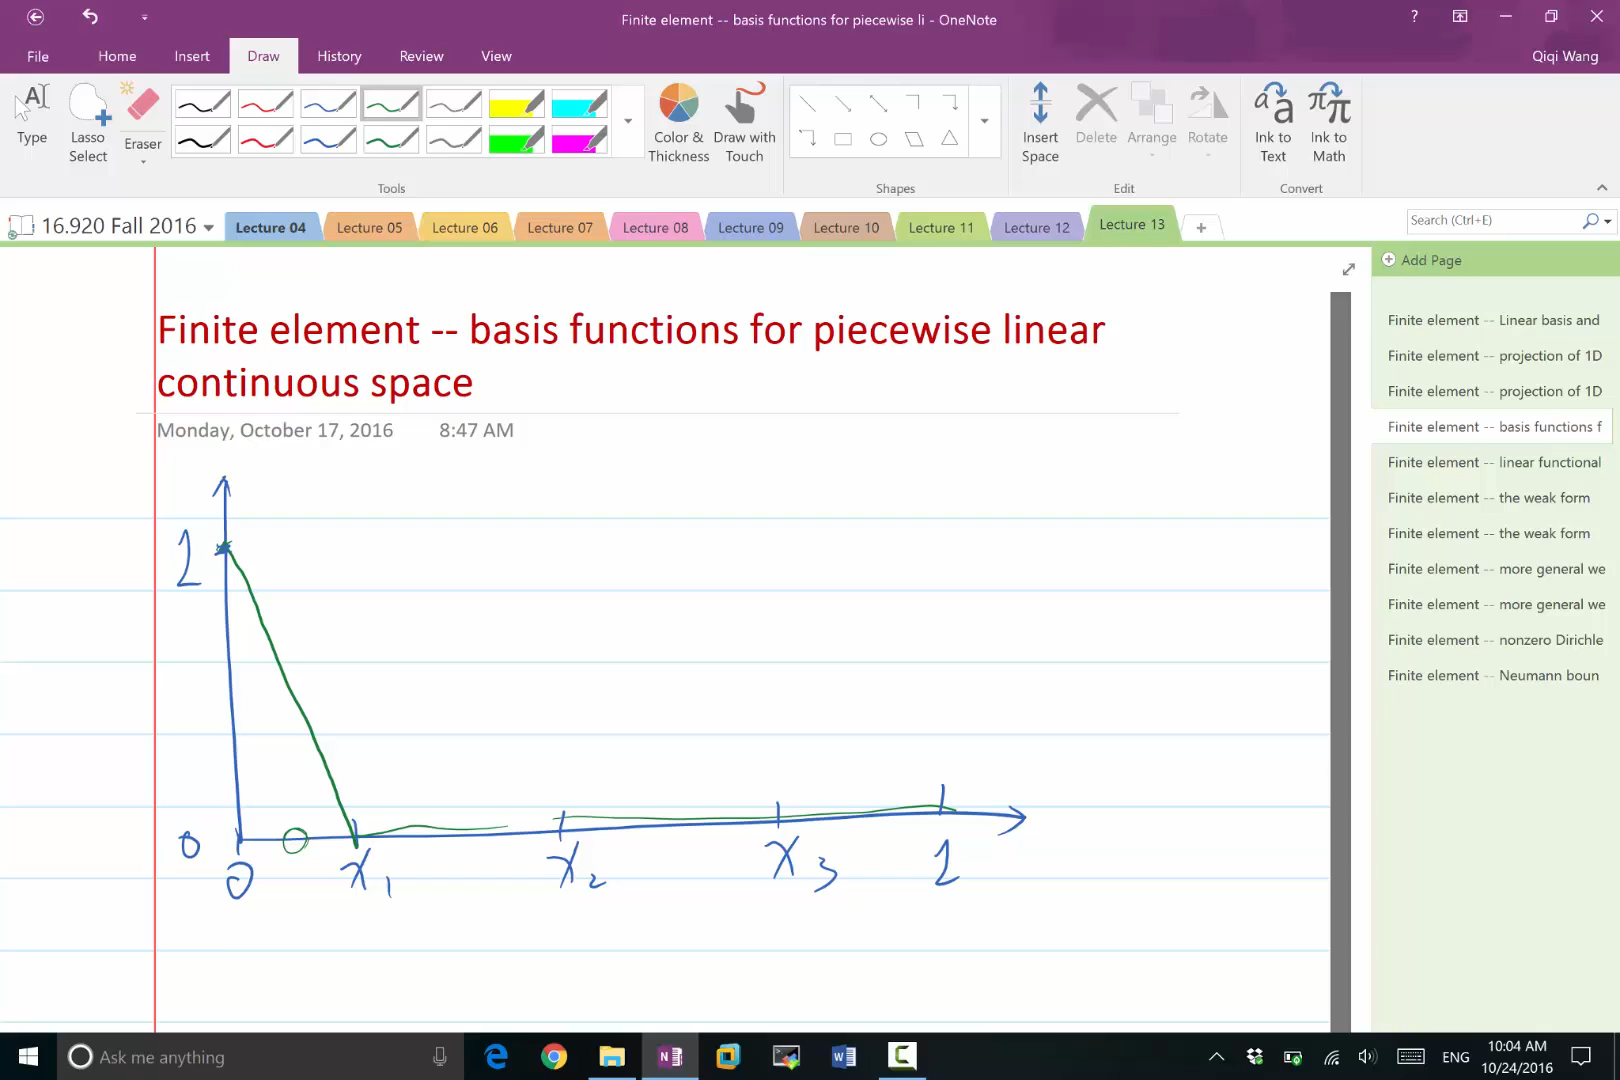 Finite element -- basis functions for piecewise li - OneNote
?
File
Home
Insert
Draw
History
Review
View
Qiqi Wang
Type
Lasso Select
Eraser
Color & Thickness
Draw with Touch
Insert Space
Delete
Arrange
Rotate
Ink to Text
Ink to Math
Tools
Shapes
Edit
Convert
16.920 Fall 2016
Lecture 04
Lecture 05
Lecture 06
Lecture 07
Lecture 08
Lecture 09
Lecture 10
Lecture 11
Lecture 12
Lecture 13
Search (Ctrl+E)
Add Page
Finite element -- Linear basis and
Finite element -- projection of 1D
Finite element -- projection of 1D
Finite element -- basis functions f
Finite element -- linear functional
Finite element -- the weak form
Finite element -- the weak form
Finite element -- more general we
Finite element -- more general we
Finite element -- nonzero Dirichle
Finite element -- Neumann boun
Finite element -- basis functions for piecewise linear
continuous space
Monday, October 17, 2016 8:47 AM
1
0
0 x1 x2 x3 1
Ask me anything
ENG
10:04 AM
10/24/2016